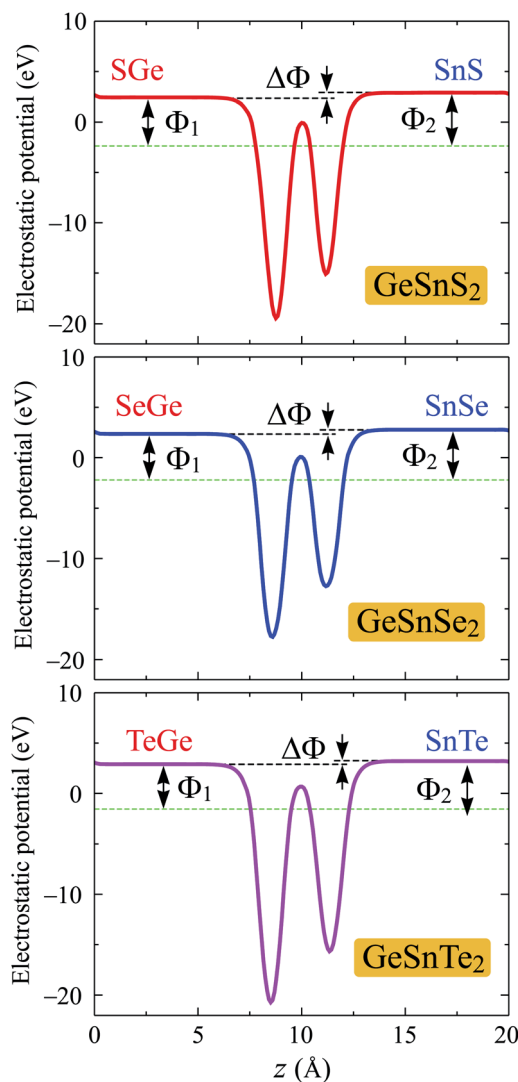 10
SGe
ΔΦ
SnS
0
Φ₁
Φ₂
−10
GeSnS₂
−20
Electrostatic potential (eV)
10
SeGe
ΔΦ
SnSe
0
Φ₁
Φ₂
−10
GeSnSe₂
−20
Electrostatic potential (eV)
10
TeGe
ΔΦ
SnTe
0
Φ₁
Φ₂
−10
GeSnTe₂
−20
Electrostatic potential (eV)
0 5 10 15 20
z (Å)